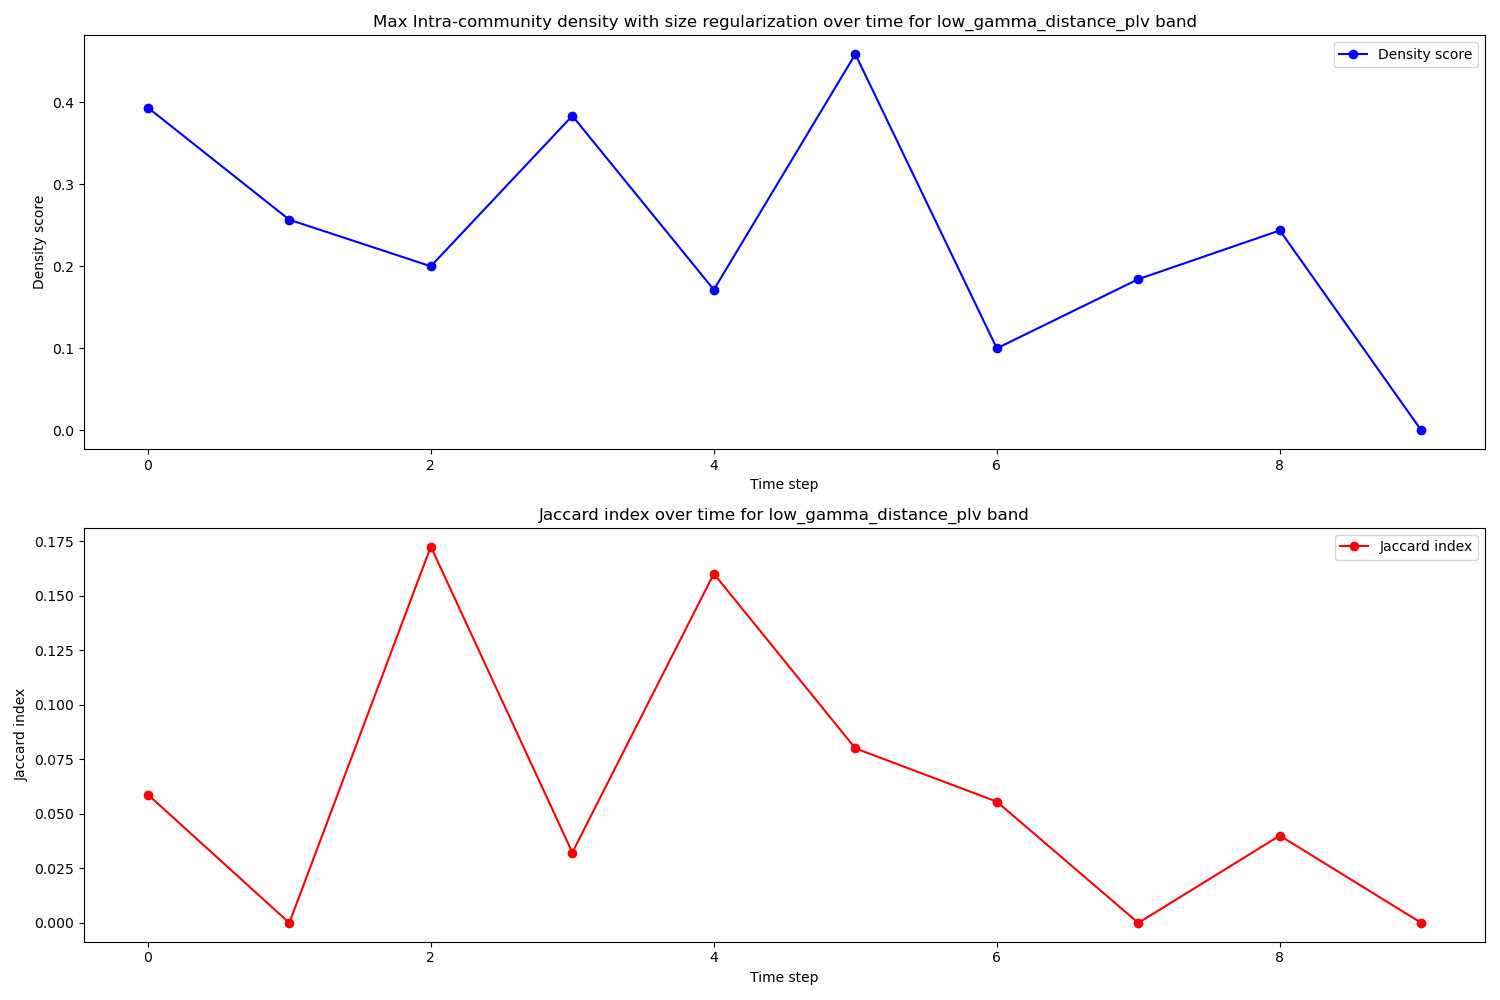 Max Intra-community density with size regularization over time for low_gamma_distance_plv band
Density score
0.4
0.3
0.2
0.1
0.0
Density score
0
2
4
6
8
Time step
Jaccard index over time for low_gamma_distance_plv band
Jaccard index
0.175
0.150
0.125
0.100
0.075
0.050
0.025
0.000
Jaccard index
0
2
4
6
8
Time step